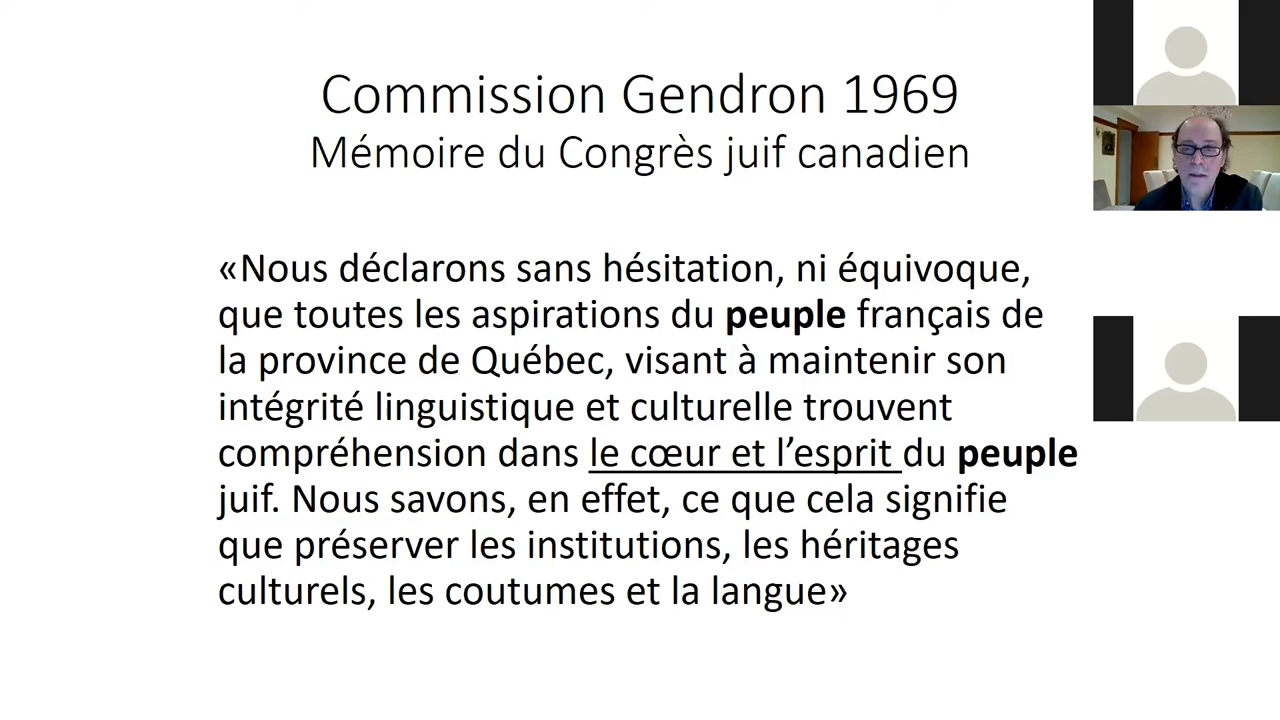 Commission Gendron 1969
Mémoire du Congrès juif canadien
«Nous déclarons sans hésitation, ni équivoque,
que toutes les aspirations du peuple français de
la province de Québec, visant à maintenir son
intégrité linguistique et culturelle trouvent
compréhension dans le cœur et l’esprit du peuple
juif. Nous savons, en effet, ce que cela signifie
que préserver les institutions, les héritages
culturels, les coutumes et la langue»